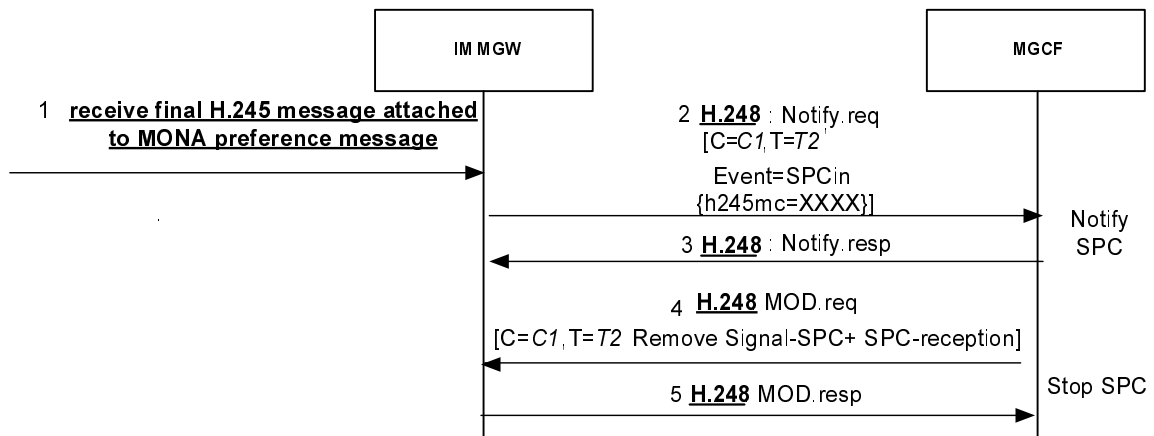 IM MGW
MGCF
1 receive final H.245 message attached
to MONA preference message
2 H.248 : Notify.req
[C=C1,T=T2 '
Event=SPCin
{h245mc=XXXX}]
Notify
SPC
3 H.248 : Notify.resp
4 H.248 MOD.req
[C=C1,T=T2 Remove Signal-SPC+ SPC-reception]
Stop SPC
5 H.248 MOD.resp